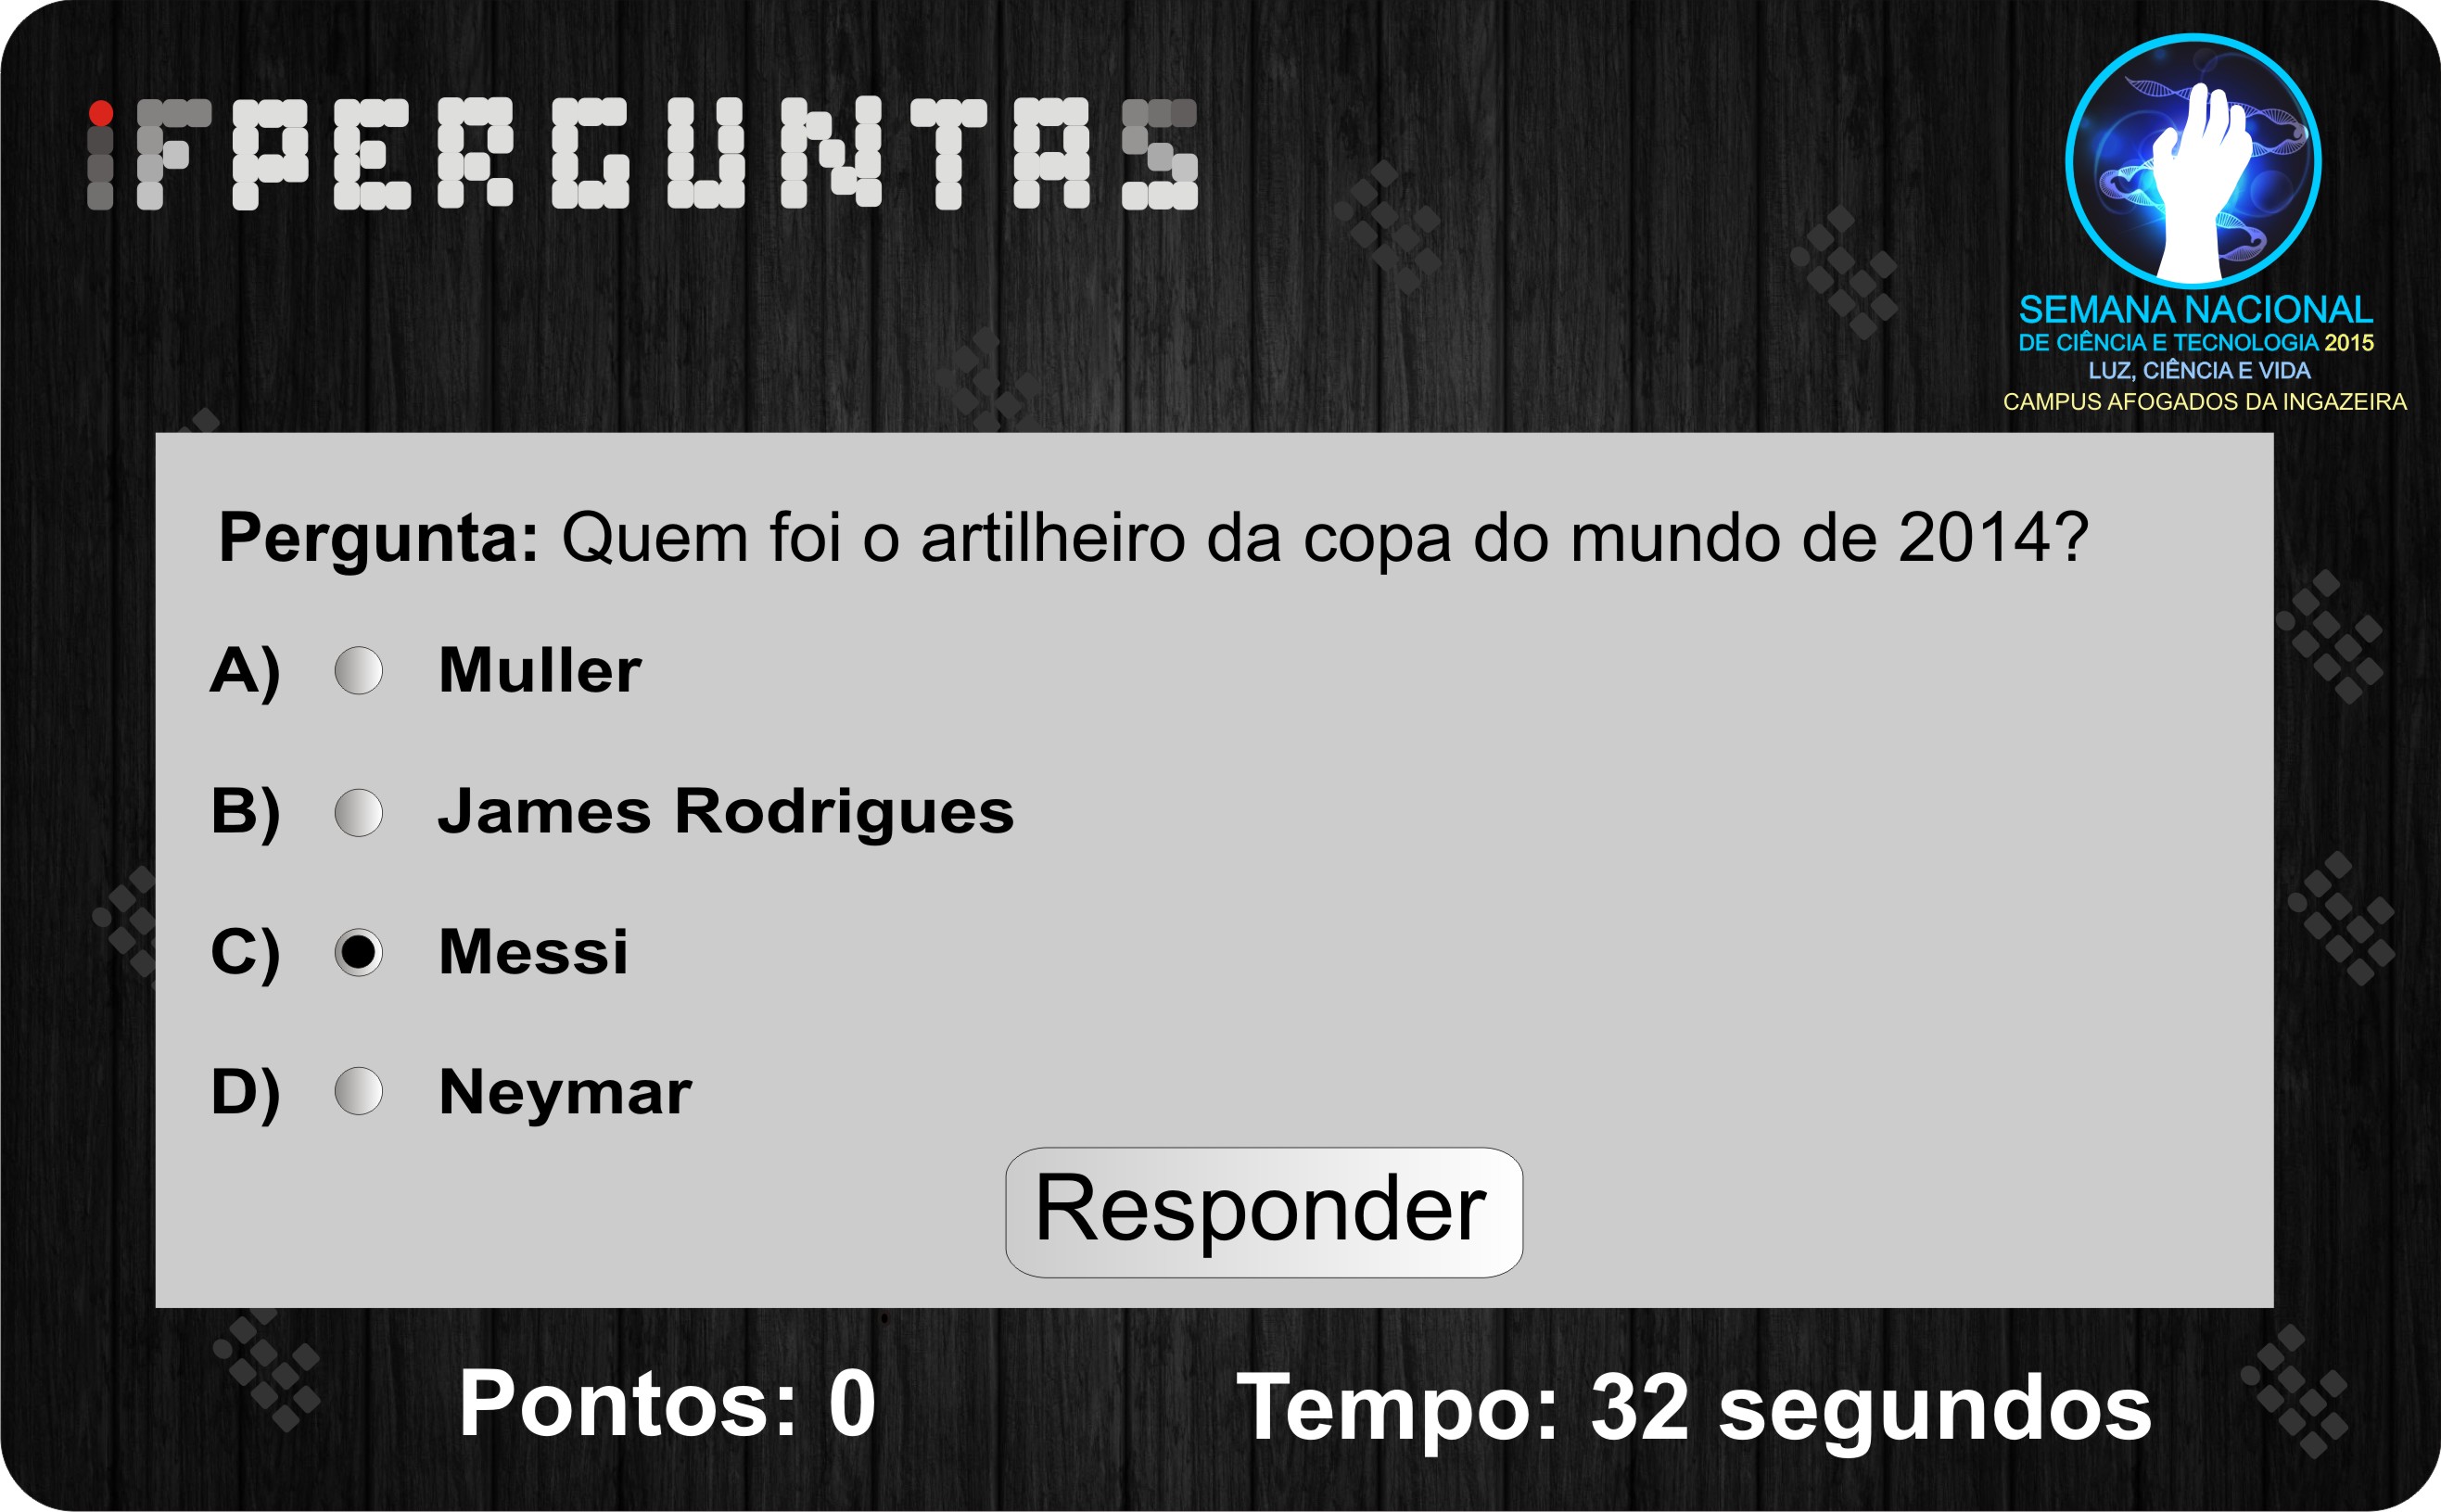 iFPERGUNTAS
SEMANA NACIONAL
DE CIÊNCIA E TECNOLOGIA 2015
LUZ, CIÊNCIA E VIDA
CAMPUS AFOGADOS DA INGAZEIRA
Pergunta: Quem foi o artilheiro da copa do mundo de 2014?
A) Muller
B) James Rodrigues
C) Messi
D) Neymar
Responder
Pontos: 0
Tempo: 32 segundos